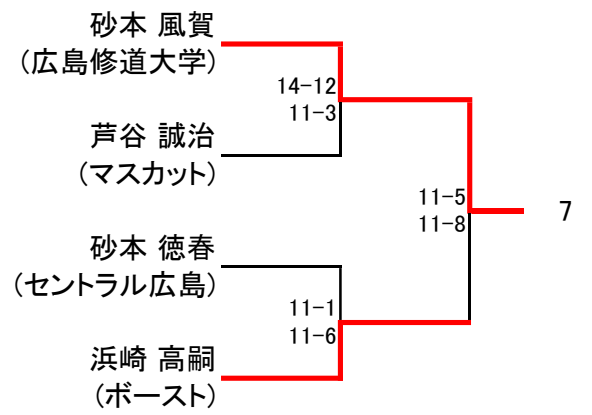 砂本 風賀
(広島修道大学)
14-12
11-3
芦谷 誠治
(マスカット)
11-5
11-8
7
砂本 徳春
(セントラル広島)
11-1
11-6
浜崎 高嗣
(ボースト)